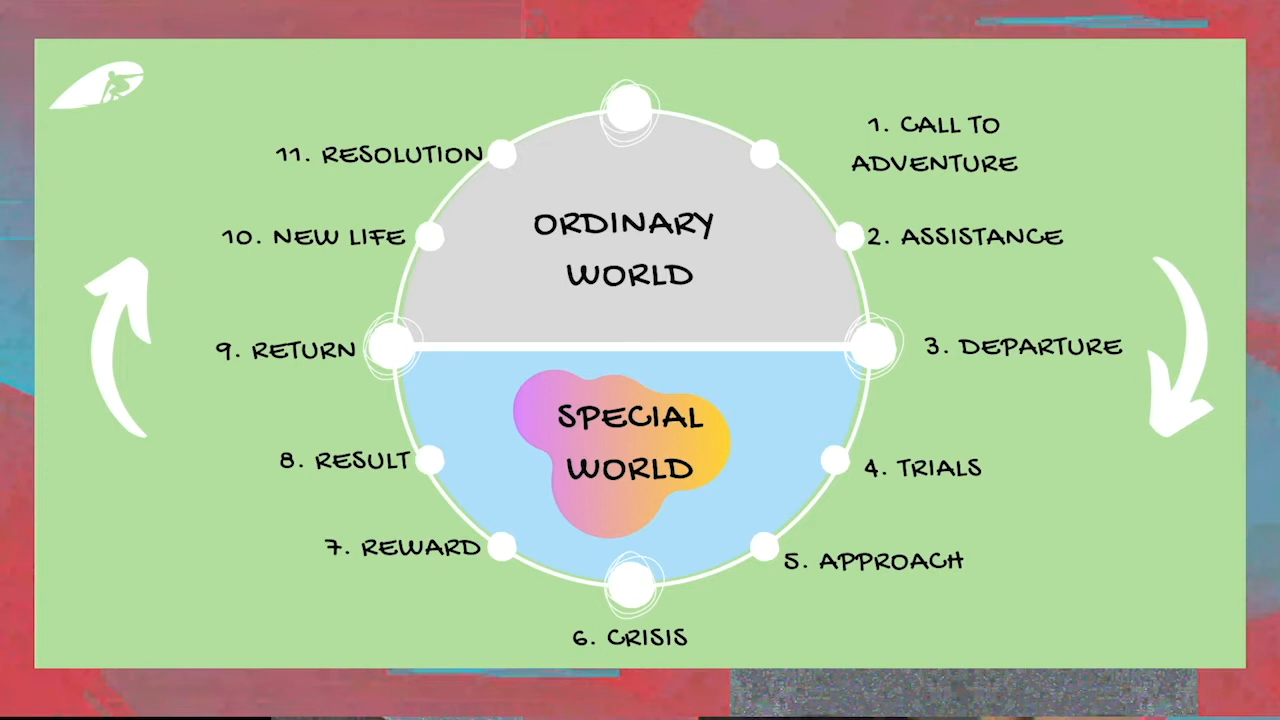 1. CALL TO
ADVENTURE
2. ASSISTANCE
3. DEPARTURE
4. TRIALS
5. APPROACH
6. CRISIS
7. REWARD
8. RESULT
9. RETURN
10. NEW LIFE
11. RESOLUTION
ORDINARY
WORLD
SPECIAL
WORLD